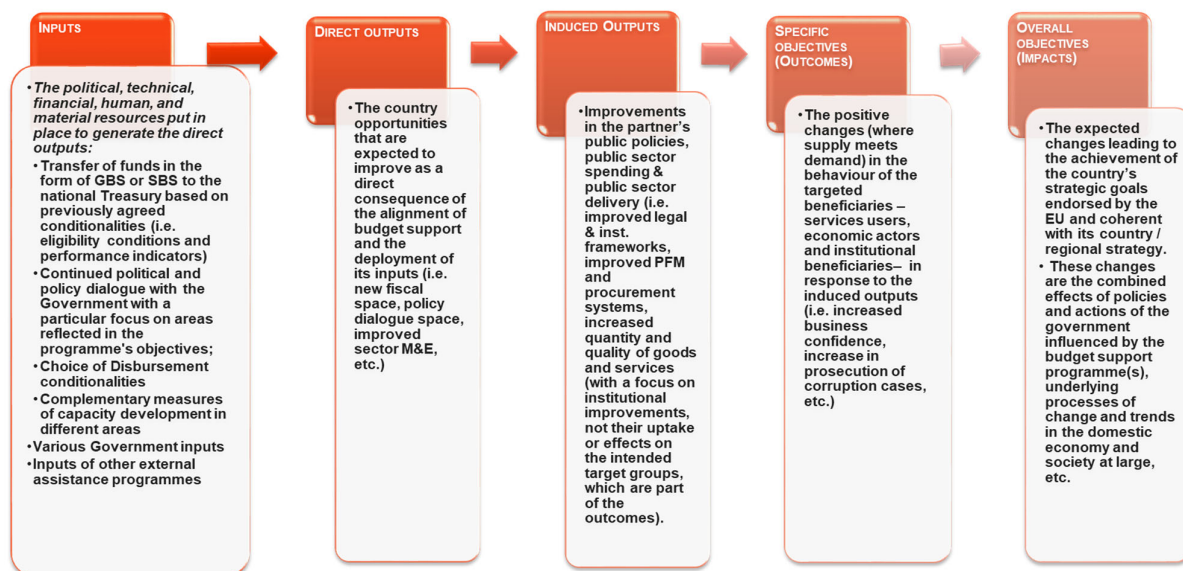 INPUTS
•The political, technical,
financial, human, and
material resources put in
place to generate the direct
outputs:
•Transfer of funds in the
form of GBS or SBS to the
national Treasury based on
previously agreed
conditionalities (i.e.
eligibility conditions and
performance indicators)
•Continued political and
policy dialogue with the
Government with a
particular focus on areas
reflected in the
programme's objectives;
•Choice of Disbursement
conditionalities
•Complementary measures
of capacity development in
different areas
•Various Government inputs
•Inputs of other external
assistance programmes
DIRECT OUTPUTS
•The country
opportunities
that are
expected to
improve as a
direct
consequence of
the alignment of
budget support
and the
deployment of
its inputs (i.e.
new fiscal
space, policy
dialogue space,
improved
sector M&E,
etc.)
INDUCED OUTPUTS
•Improvements
in the partner's
public policies,
public sector
spending &
public sector
delivery (i.e.
improved legal
& inst.
frameworks,
improved PFM
and
procurement
systems,
increased
quantity and
quality of goods
and services
(with a focus on
institutional
improvements,
not their uptake
or effects on
the intended
target groups,
which are part
of the
outcomes).
SPECIFIC
OBJECTIVES
(OUTCOMES)
•The positive
changes (where
supply meets
demand) in the
behaviour of the
targeted
beneficiaries –
services users,
economic actors
and institutional
beneficiaries– in
response to the
induced outputs
(i.e. increased
business
confidence,
increase in
prosecution of
corruption cases,
etc.)
OVERALL
OBJECTIVES
(IMPACTS)
•The expected
changes leading to
the achievement of
the country's
strategic goals
endorsed by the
EU and coherent
with its country /
regional strategy.
• These changes
are the combined
effects of policies
and actions of the
government
influenced by the
budget support
programme(s),
underlying
processes of
change and trends
in the domestic
economy and
society at large,
etc.